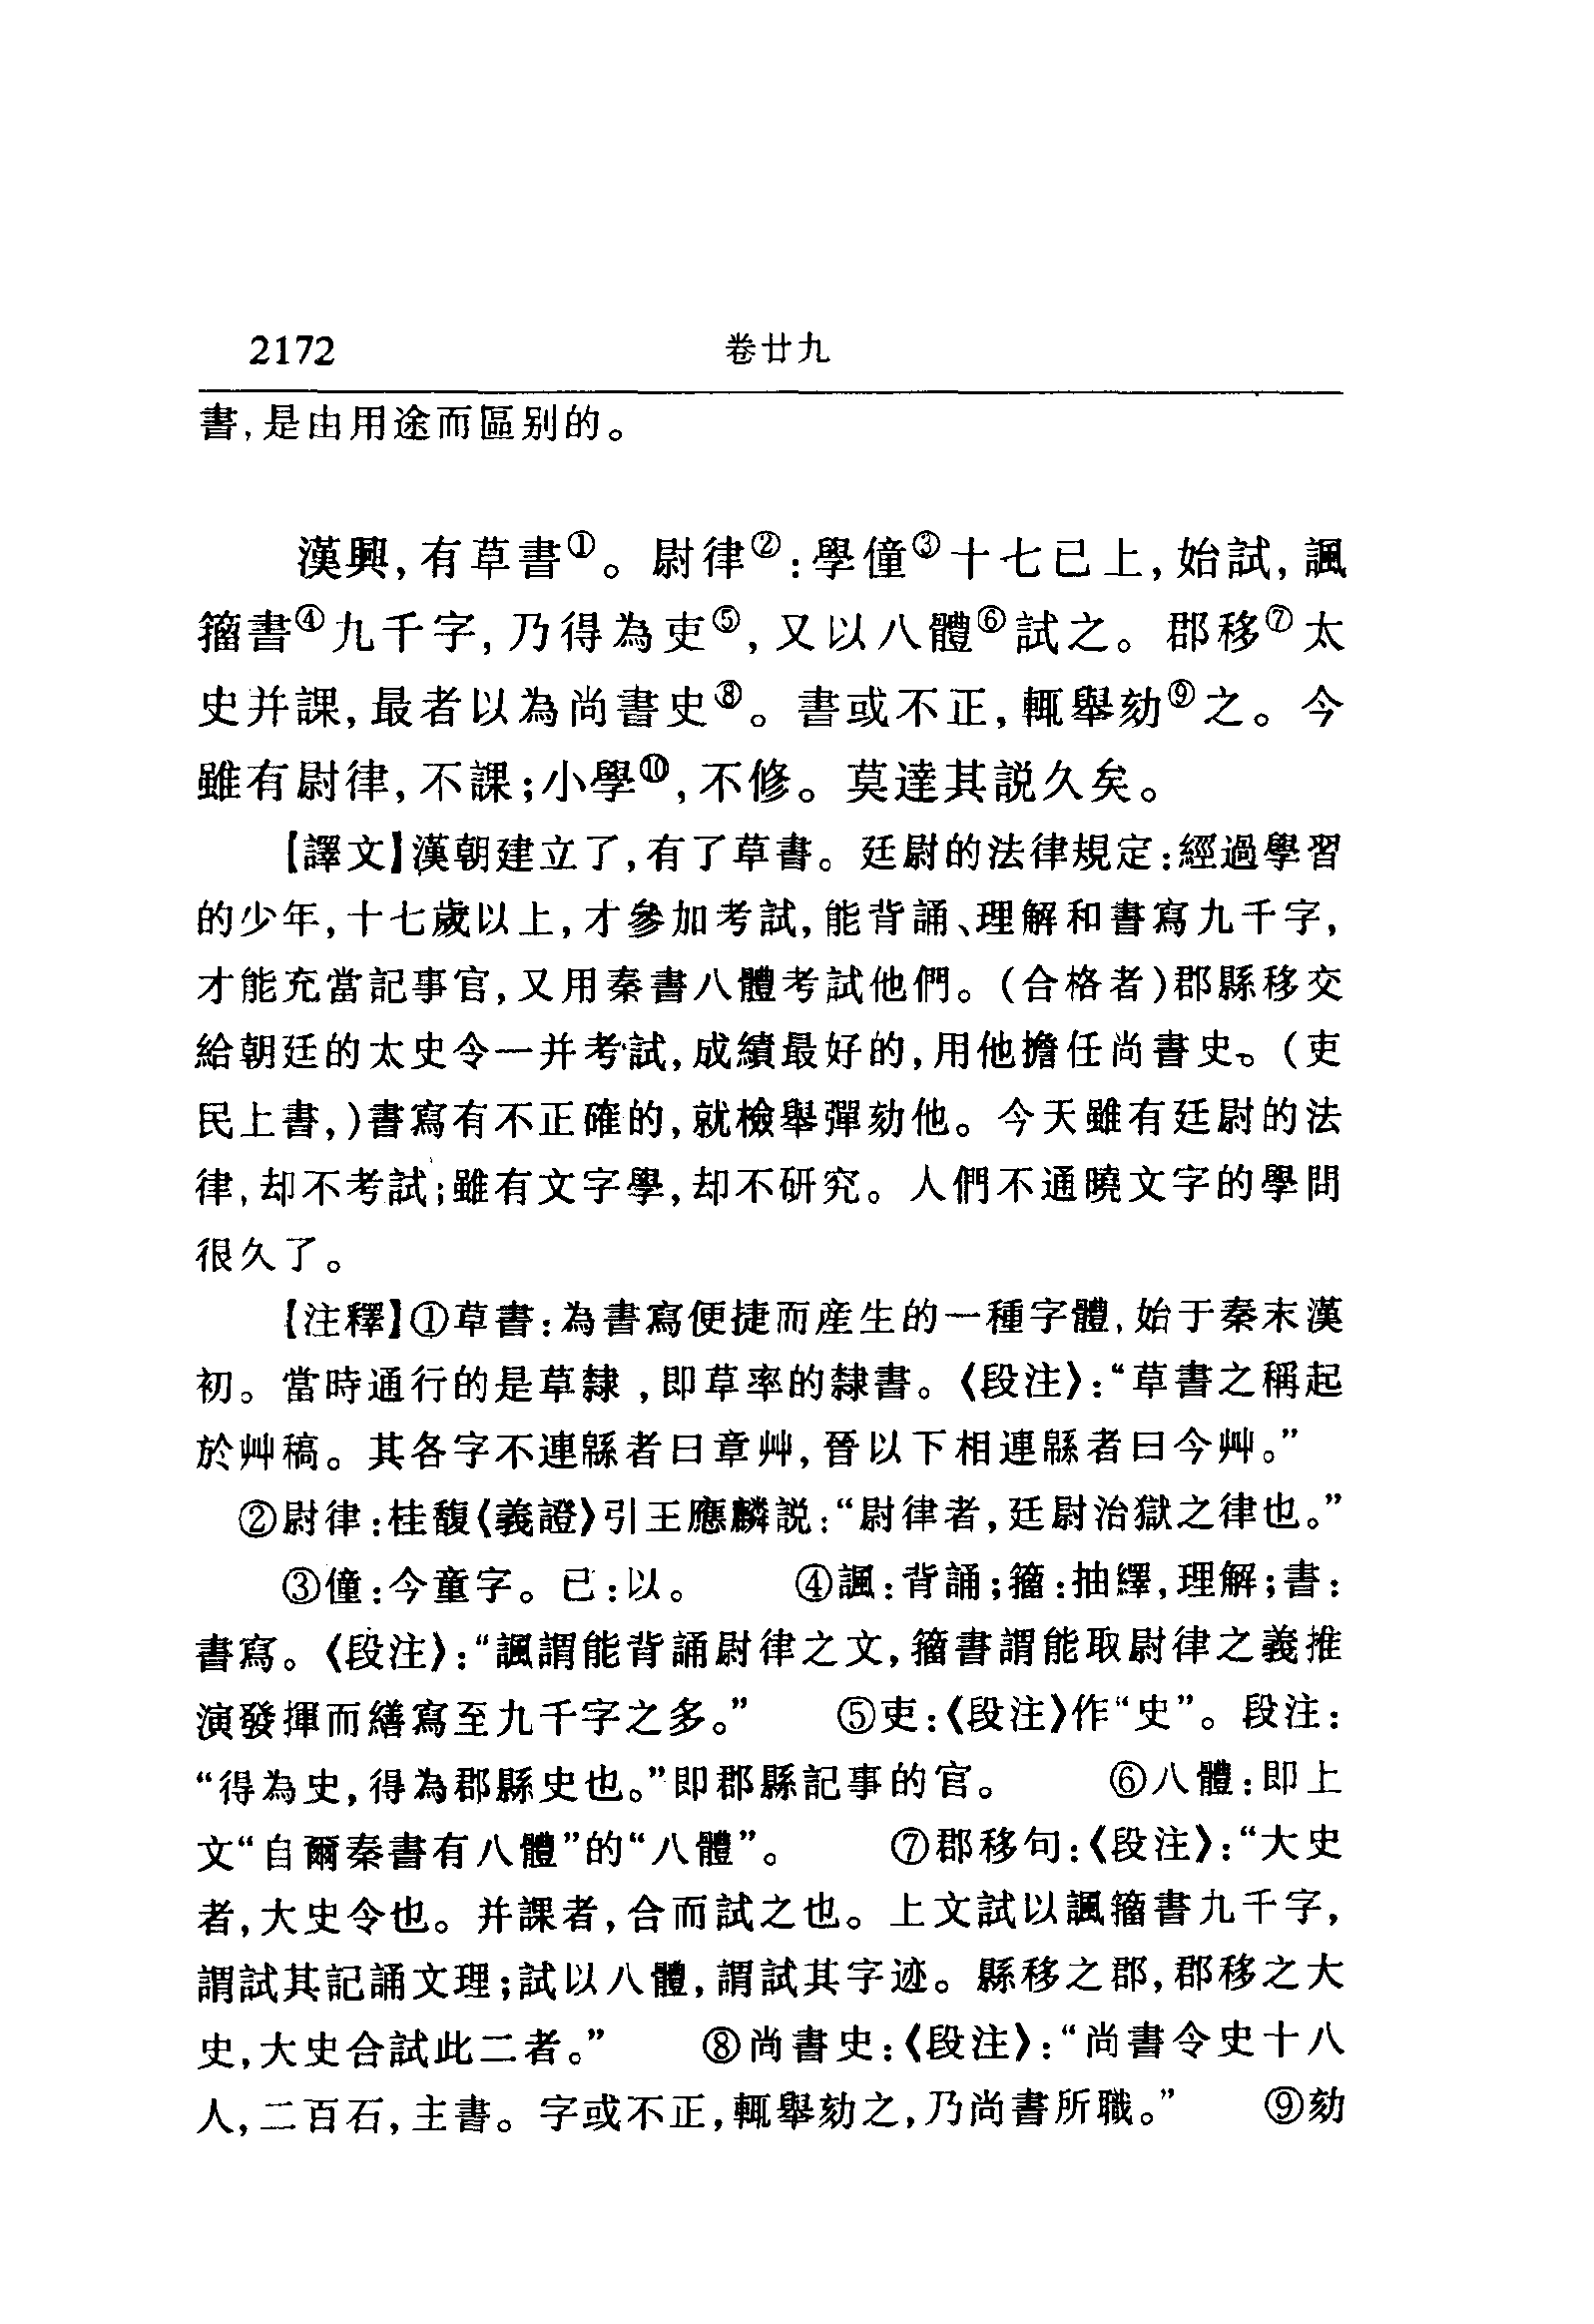 2172 卷廿九
書,是由用途而區别的。
漢興,有草書①。尉律②:學僮③十七已上,始試,諷
籀書④九千字,乃得為吏⑤,又以八體⑥試之。郡移⑦太
史并課,最者以為尚書史⑧。書或不正,輒舉劾⑨之。今
雖有尉律,不課;小學⑩,不修。莫達其説久矣。
【譯文】漢朝建立了,有了草書。廷尉的法律規定:經過學習
的少年,十七歲以上,才參加考試,能背誦、理解和書寫九千字,
才能充當記事官,又用秦書八體考試他們。(合格者)郡縣移交
給朝廷的太史令一并考試,成績最好的,用他擔任尚書史。(吏
民上書,)書寫有不正確的,就檢舉彈劾他。今天雖有廷尉的法
律,却不考試;雖有文字學,却不研究。人們不通曉文字的學問
很久了。
【注釋】①草書:為書寫便捷而産生的一種字體,始于秦末漢
初。當時通行的是草隸,即草率的隸書。《段注》:“草書之稱起
於艸稿。其各字不連緜者曰章艸,晉以下相連緜者曰今艸。”
②尉律:桂馥《義證》引王應麟説:“尉律者,廷尉治獄之律也。”
③僮:今童字。已:以。 ④諷:背誦;籀:抽繹,理解;書:
書寫。《段注》:“諷謂能背誦尉律之文,籀書謂能取尉律之義推
演發揮而繕寫至九千字之多。” ⑤吏:《段注》作“史”。段注:
“得為史,得為郡縣史也。”即郡縣記事的官。 ⑥八體:即上
文“自爾秦書有八體”的“八體”。 ⑦郡移句:《段注》:“大史
者,大史令也。并課者,合而試之也。上文試以諷籀書九千字,
謂試其記誦文理;試以八體,謂試其字迹。縣移之郡,郡移之大
史,大史合試此二者。” ⑧尚書史:《段注》:“尚書令史十八
人,二百石,主書。字或不正,輒舉劾之,乃尚書所職。” ⑨劾